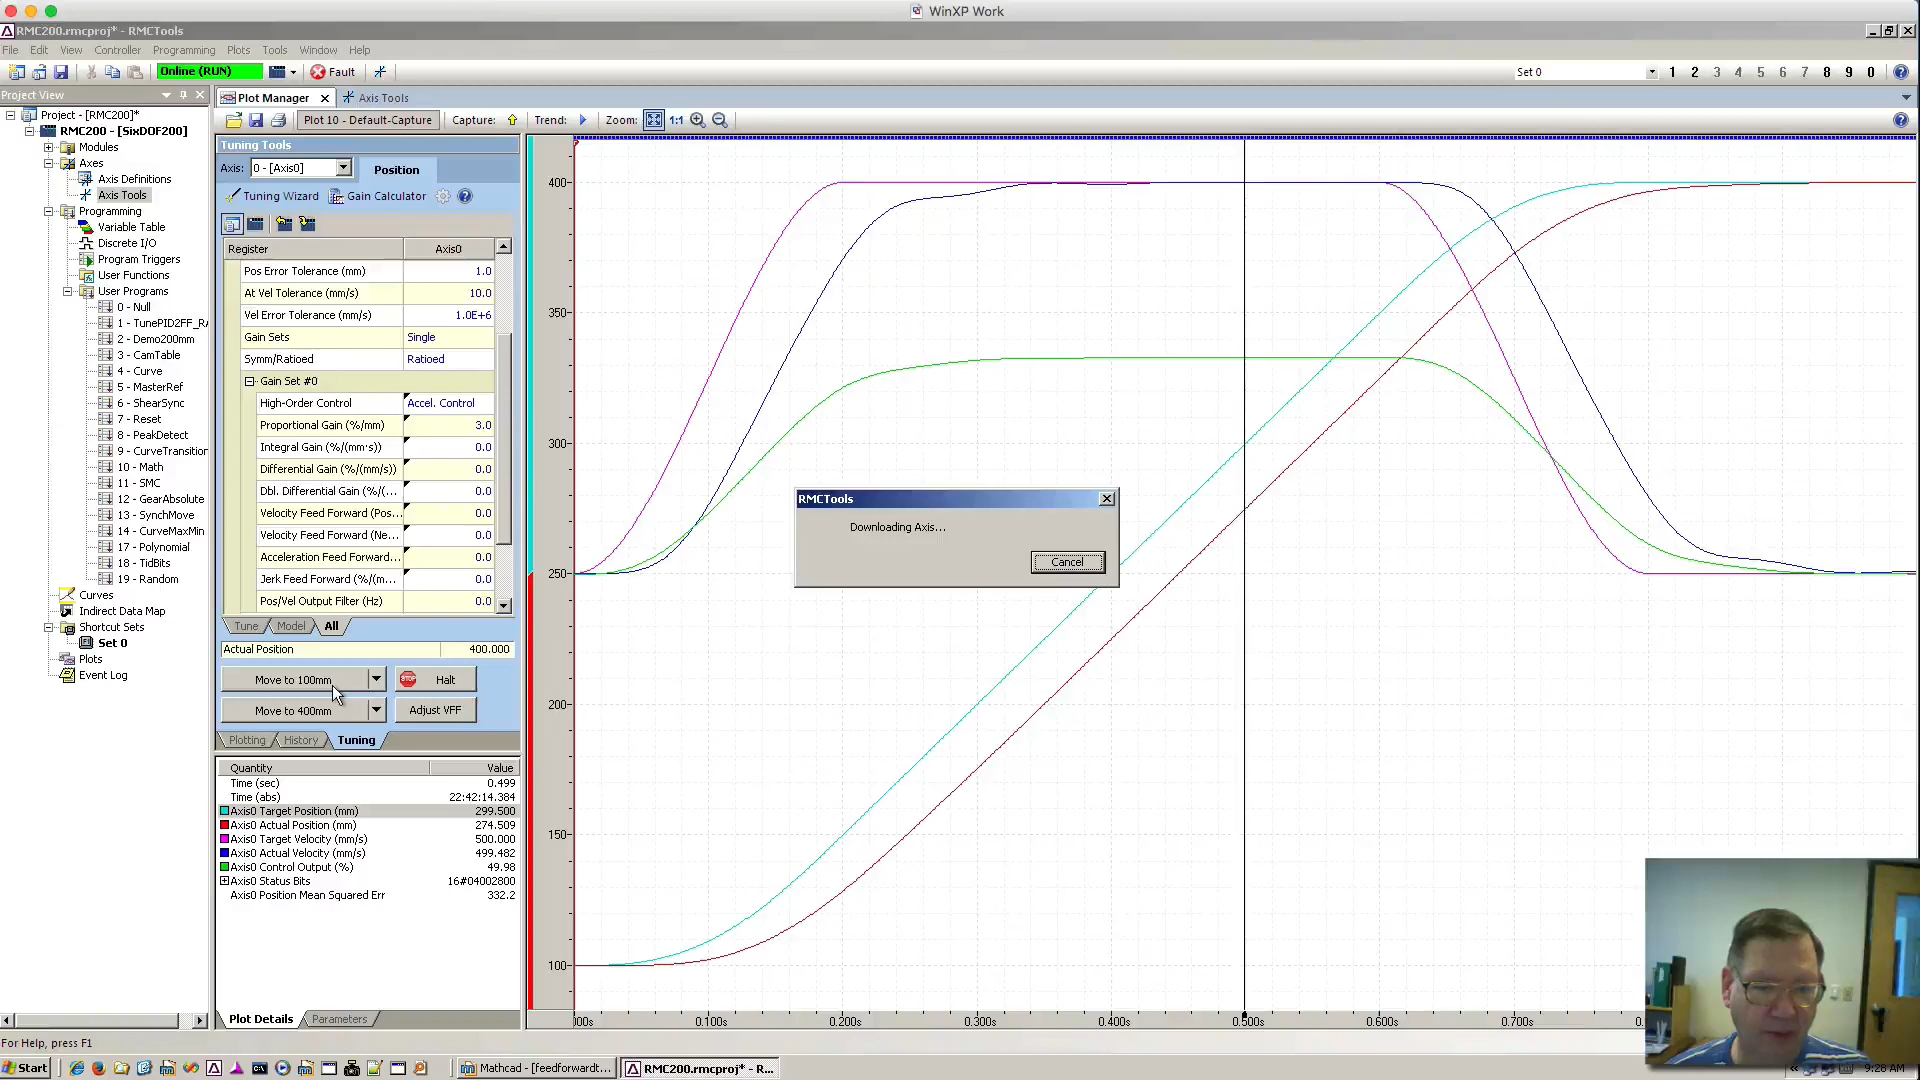 WinXP Work
RMC200.rmcproj* - RMCTools
File Edit View Controller Programming Plots Tools Window Help
Online (RUN) Fault Set 0 1 2 3 4 5 6 7 8 9 0
Project View
Project - [RMC200]*
RMC200 - [SixDOF200]
Modules
Axes
Axis Definitions
Axis Tools
Programming
Variable Table
Discrete I/O
Program Triggers
User Functions
User Programs
0 - Null
1 - TunePID2FF_RA
2 - Demo200mm
3 - CamTable
4 - Curve
5 - MasterRef
6 - ShearSync
7 - Reset
8 - PeakDetect
9 - CurveTransition
10 - Math
11 - SMC
12 - GearAbsolute
13 - SynchMove
14 - CurveMaxMin
17 - Polynomial
18 - TidBits
19 - Random
Curves
Indirect Data Map
Shortcut Sets
Set 0
Plots
Event Log
Plot Manager Axis Tools
Plot 10 - Default-Capture Capture: Trend: Zoom: 1:1
Tuning Tools
Axis: 0 - [Axis0] Position
Tuning Wizard Gain Calculator
Register Axis0
Pos Error Tolerance (mm) 1.0
At Vel Tolerance (mm/s) 10.0
Vel Error Tolerance (mm/s) 1.0E+6
Gain Sets Single
Symm/Ratioed Ratioed
Gain Set #0
High-Order Control Accel. Control
Proportional Gain (%/mm) 3.0
Integral Gain (%/(mm·s)) 0.0
Differential Gain (%/(mm/s)) 0.0
Dbl. Differential Gain (%/(... 0.0
Velocity Feed Forward (Pos... 0.0
Velocity Feed Forward (Ne... 0.0
Acceleration Feed Forward... 0.0
Jerk Feed Forward (%/(m... 0.0
Pos/Vel Output Filter (Hz) 0.0
Tune Model All
Actual Position 400.000
Move to 100mm Halt
Move to 400mm Adjust VFF
Plotting History Tuning
Quantity Value
Time (sec) 0.499
Time (abs) 22:42:14.384
Axis0 Target Position (mm) 299.500
Axis0 Actual Position (mm) 274.509
Axis0 Target Velocity (mm/s) 500.000
Axis0 Actual Velocity (mm/s) 499.482
Axis0 Control Output (%) 49.98
Axis0 Status Bits 16#04002800
Axis0 Position Mean Squared Err 332.2
Plot Details Parameters
400
350
300
250
200
150
100
00s 0.100s 0.200s 0.300s 0.400s 0.500s 0.600s 0.700s
RMCTools
Downloading Axis...
Cancel
For Help, press F1
Start Mathcad - [feedforwardt... RMC200.rmcproj* - R... 9:28 AM